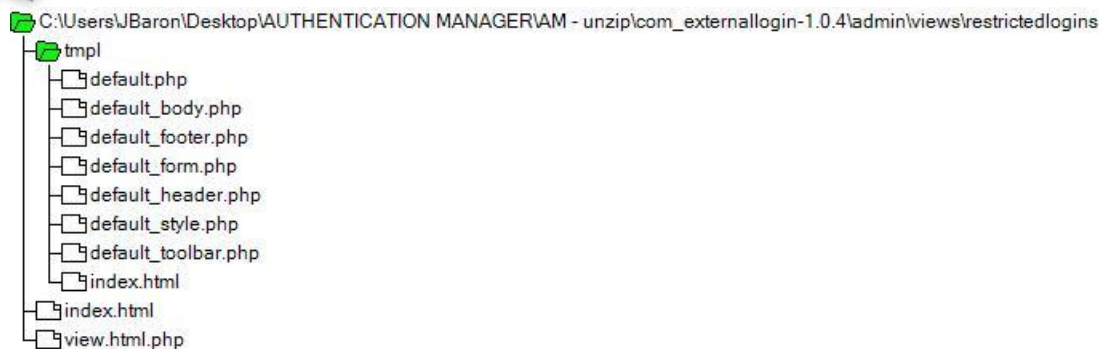 C:\Users\JBaron\Desktop\AUTHENTICATION MANAGER\AM - unzip\com_externallogin-1.0.4\admin\views\restrictedlogins
tmpl
default.php
default_body.php
default_footer.php
default_form.php
default_header.php
default_style.php
default_toolbar.php
index.html
index.html
view.html.php